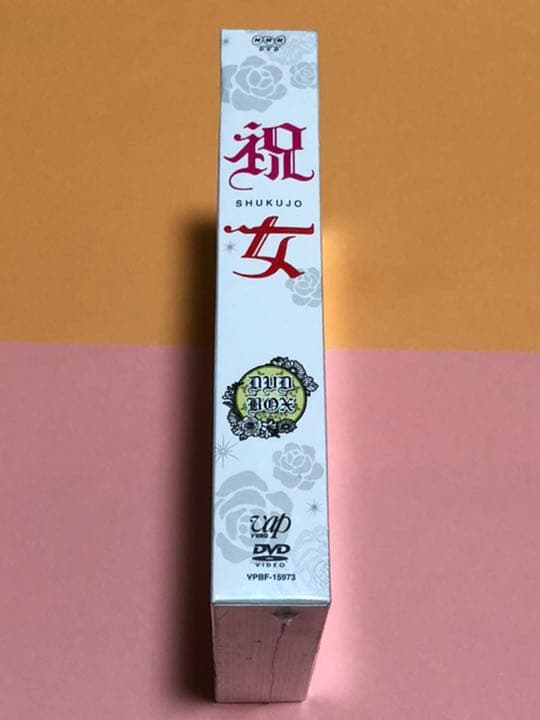 NHK
DVD
祝
SHUKUJO
女
DVD
BOX
vap
VIDEO
DVD
VIDEO
VPBF-15973